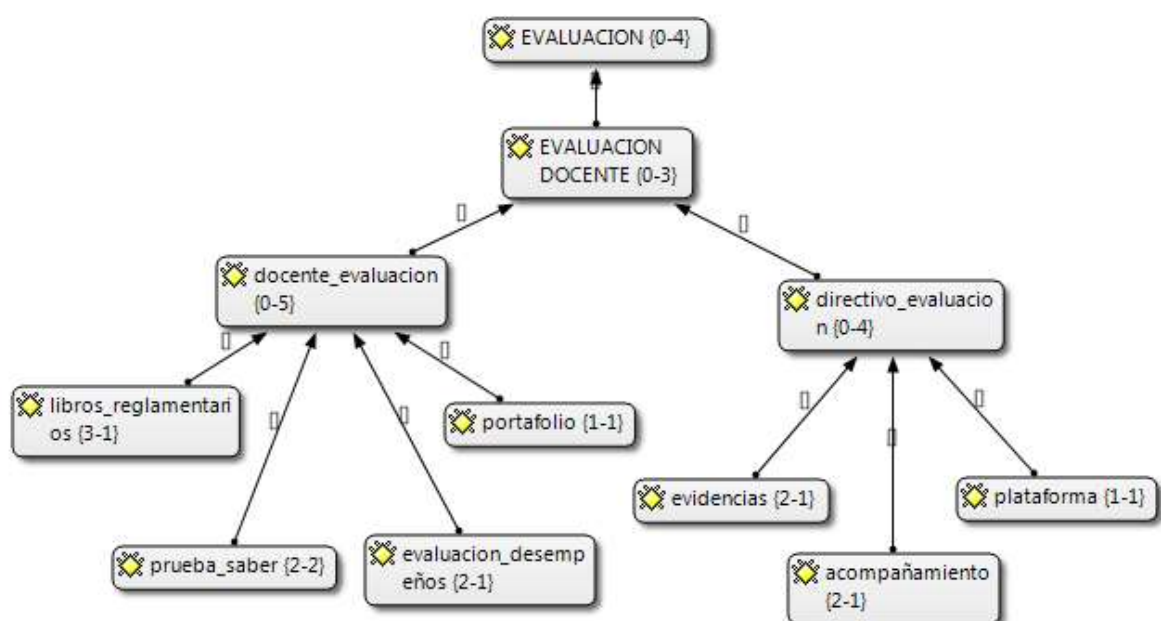 EVALUACION {0-4}
EVALUACION
DOCENTE {0-3}
docente_evaluacion
{0-5}
directivo_evaluacio
n {0-4}
libros_reglamentari
os {3-1}
portafolio {1-1}
evidencias {2-1}
plataforma {1-1}
prueba_saber {2-2}
evaluacion_desemp
eños {2-1}
acompañamiento
{2-1}